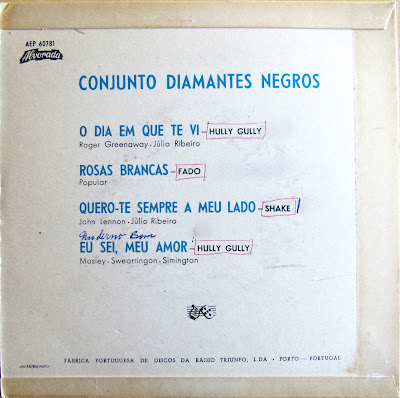 AEP 60781
Alvorada
CONJUNTO DIAMANTES NEGROS
O DIA EM QUE TE VI – HULLY GULLY
Roger Greenaway - Júlio Ribeiro
ROSAS BRANCAS – FADO
Popular
QUERO-TE SEMPRE A MEU LADO – SHAKE
John Lennon - Júlio Ribeiro
Bom
EU SEI, MEU AMOR – HULLY GULLY
Mosley - Swearringon - Simington
FÁBRICA PORTUGUESA DE DISCOS DA RÁDIO TRIUNFO, L.DA • PORTO – PORTUGAL